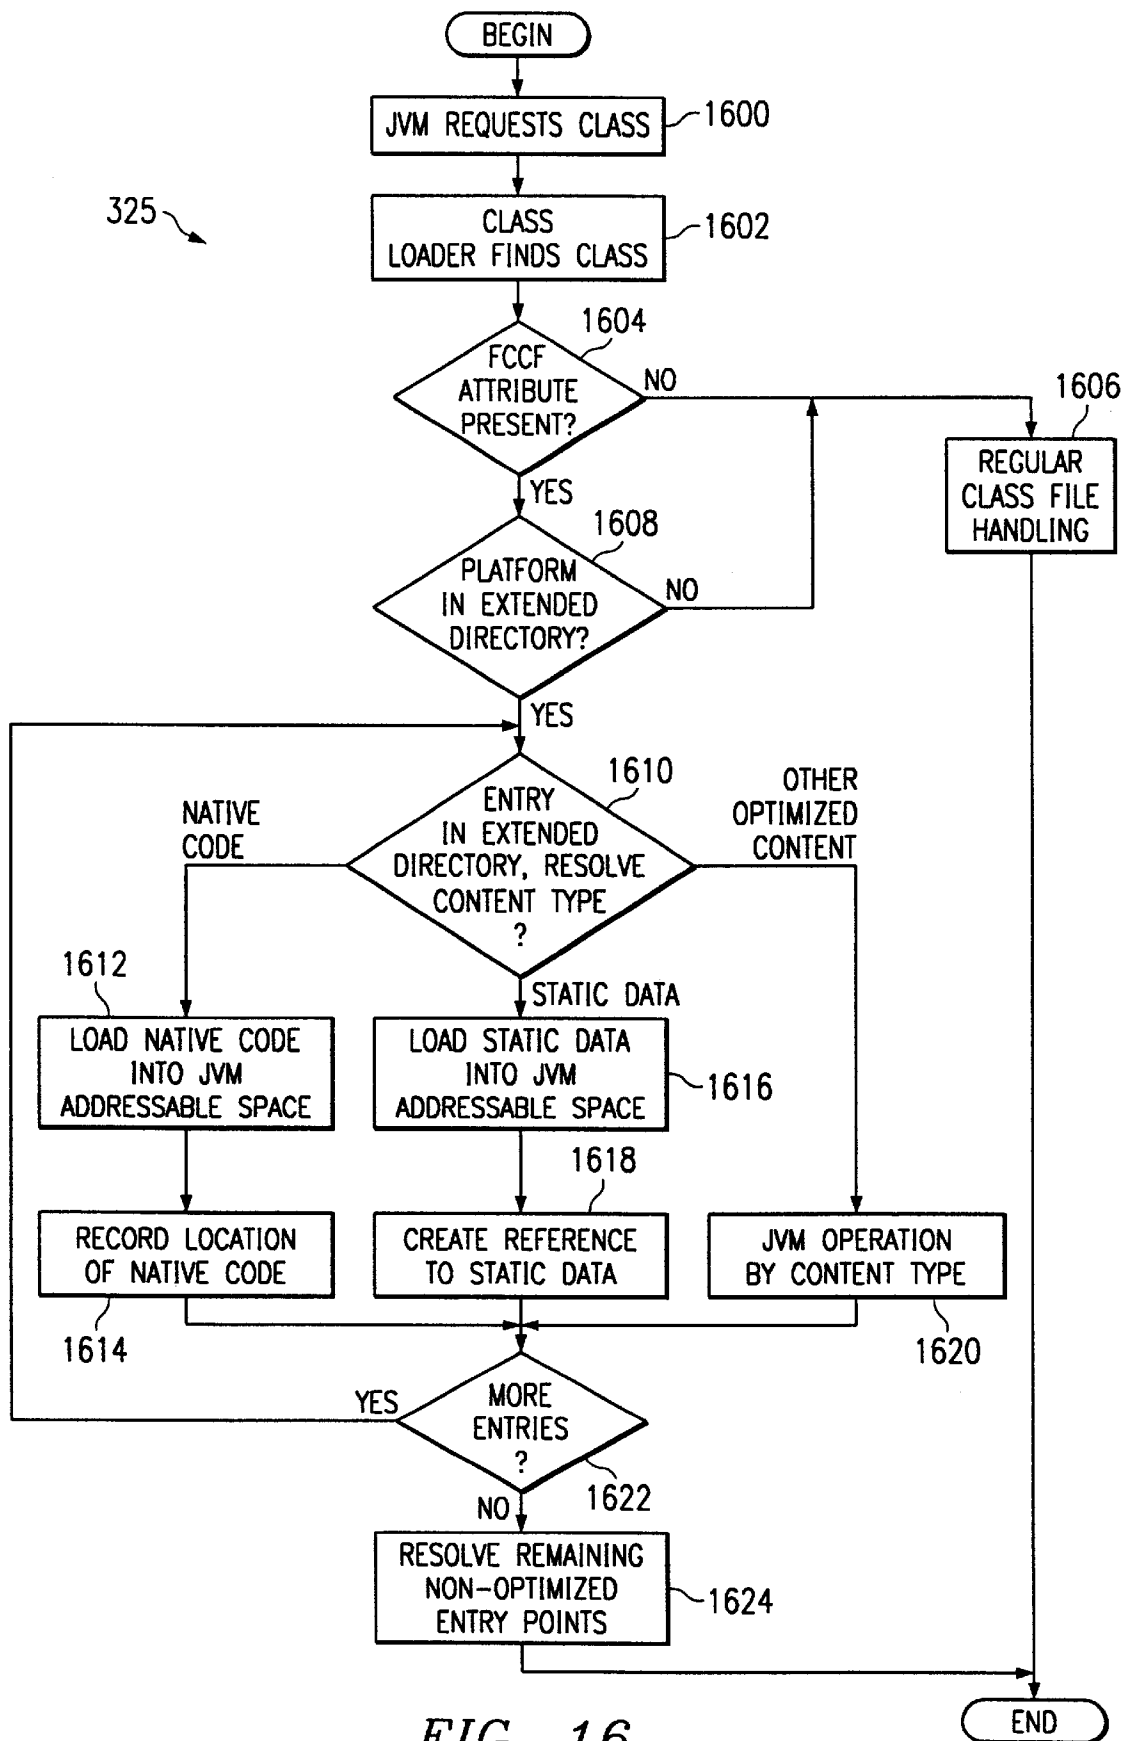 BEGIN
JVM REQUESTS CLASS
1600
325
CLASS
LOADER FINDS CLASS
1602
1604
FCCF
ATTRIBUTE
PRESENT?
NO
YES
1606
REGULAR
CLASS FILE
HANDLING
1608
PLATFORM
IN EXTENDED
DIRECTORY?
NO
YES
1610
ENTRY
IN EXTENDED
DIRECTORY, RESOLVE
CONTENT TYPE
?
NATIVE
CODE
OTHER
OPTIMIZED
CONTENT
STATIC DATA
1612
LOAD NATIVE CODE
INTO JVM
ADDRESSABLE SPACE
LOAD STATIC DATA
INTO JVM
ADDRESSABLE SPACE
1616
1618
RECORD LOCATION
OF NATIVE CODE
1614
CREATE REFERENCE
TO STATIC DATA
JVM OPERATION
BY CONTENT TYPE
1620
YES
MORE
ENTRIES
?
1622
NO
RESOLVE REMAINING
NON-OPTIMIZED
ENTRY POINTS
1624
END
FIG. 16